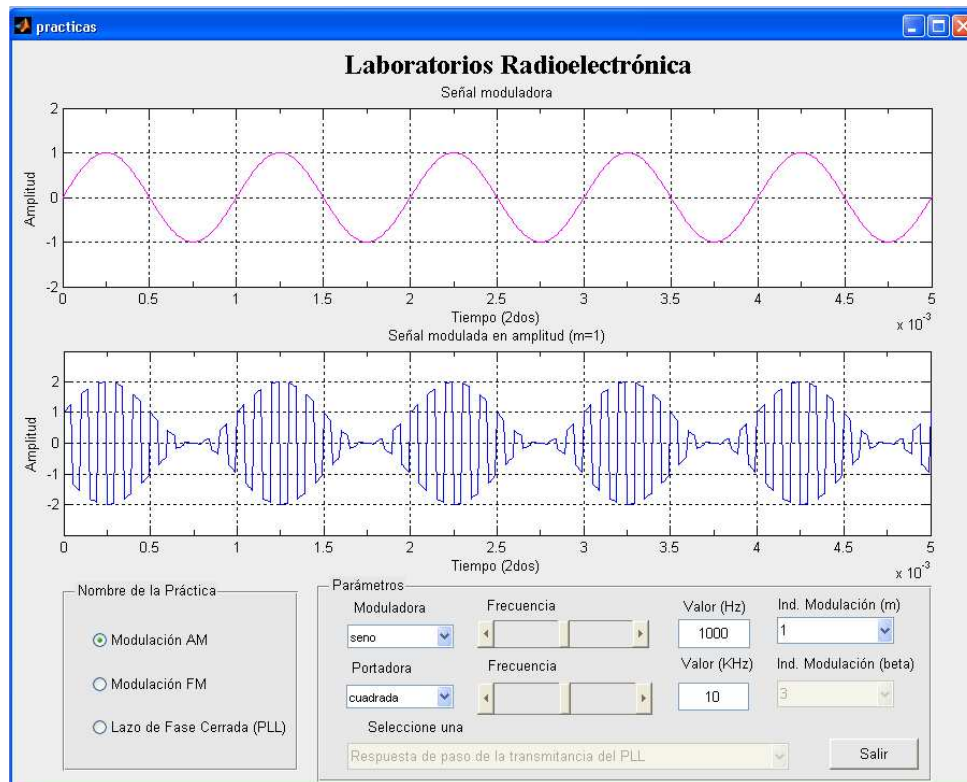 practicas
Laboratorios Radioelectrónica
Señal moduladora
2
1
0
-1
-2
Amplitud
0 0.5 1 1.5 2 2.5 3 3.5 4 4.5 5
Tiempo (2dos)
x 10^-3
Señal modulada en amplitud (m=1)
2
1
0
-1
-2
Amplitud
0 0.5 1 1.5 2 2.5 3 3.5 4 4.5 5
Tiempo (2dos)
x 10^-3
Nombre de la Práctica
Modulación AM
Modulación FM
Lazo de Fase Cerrada (PLL)
Parámetros
Moduladora Frecuencia Valor (Hz) Ind. Modulación (m)
seno 1000 1
Portadora Frecuencia Valor (KHz) Ind. Modulación (beta)
cuadrada 10 3
Seleccione una
Respuesta de paso de la transmitancia del PLL
Salir